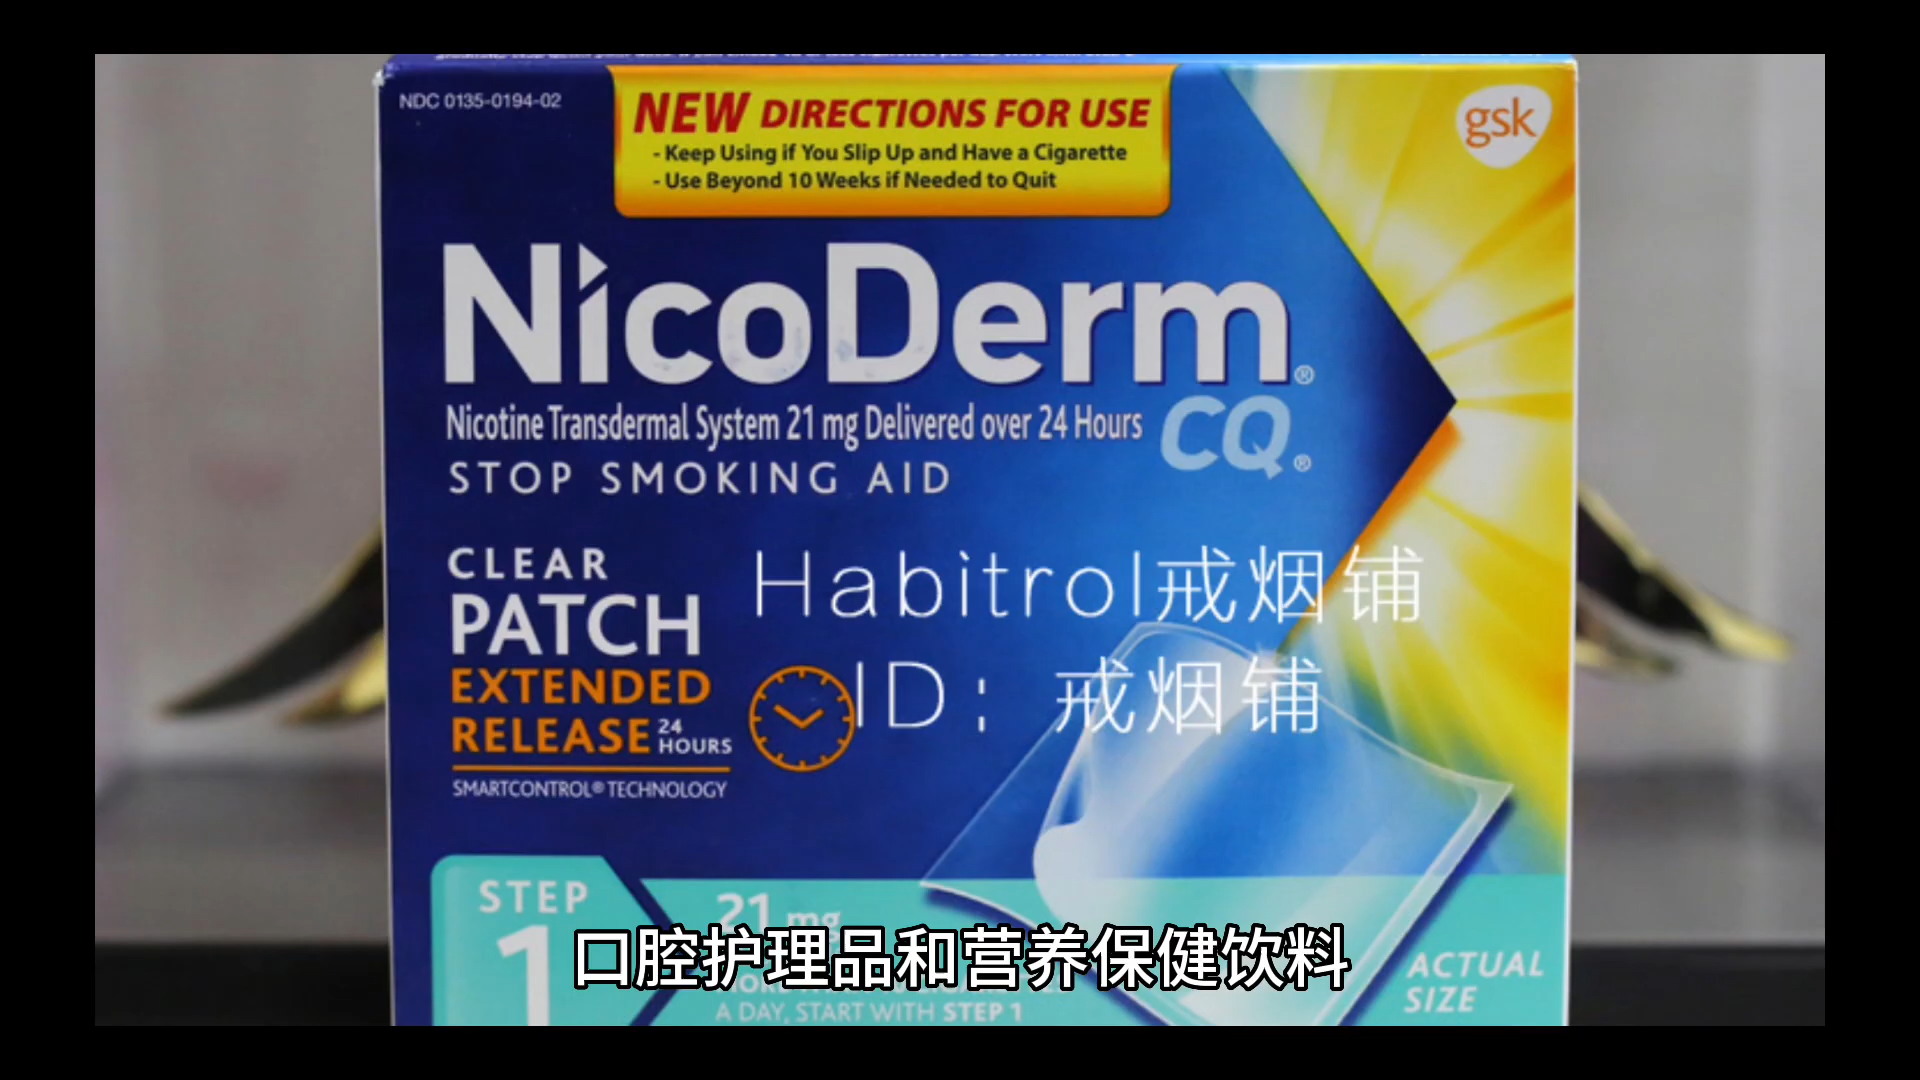 NDC 0135-0194-02
NEW DIRECTIONS FOR USE
- Keep Using if You Slip Up and Have a Cigarette
- Use Beyond 10 Weeks if Needed to Quit
gsk
NicoDerm®
CQ®
Nicotine Transdermal System 21 mg Delivered over 24 Hours
STOP SMOKING AID
CLEAR
PATCH
EXTENDED
RELEASE 24 HOURS
SMARTCONTROL® TECHNOLOGY
Habitrol戒烟铺
ID：戒烟铺
STEP
1
21 mg
口腔护理品和营养保健饮料
A DAY, START WITH STEP 1
ACTUAL
SIZE